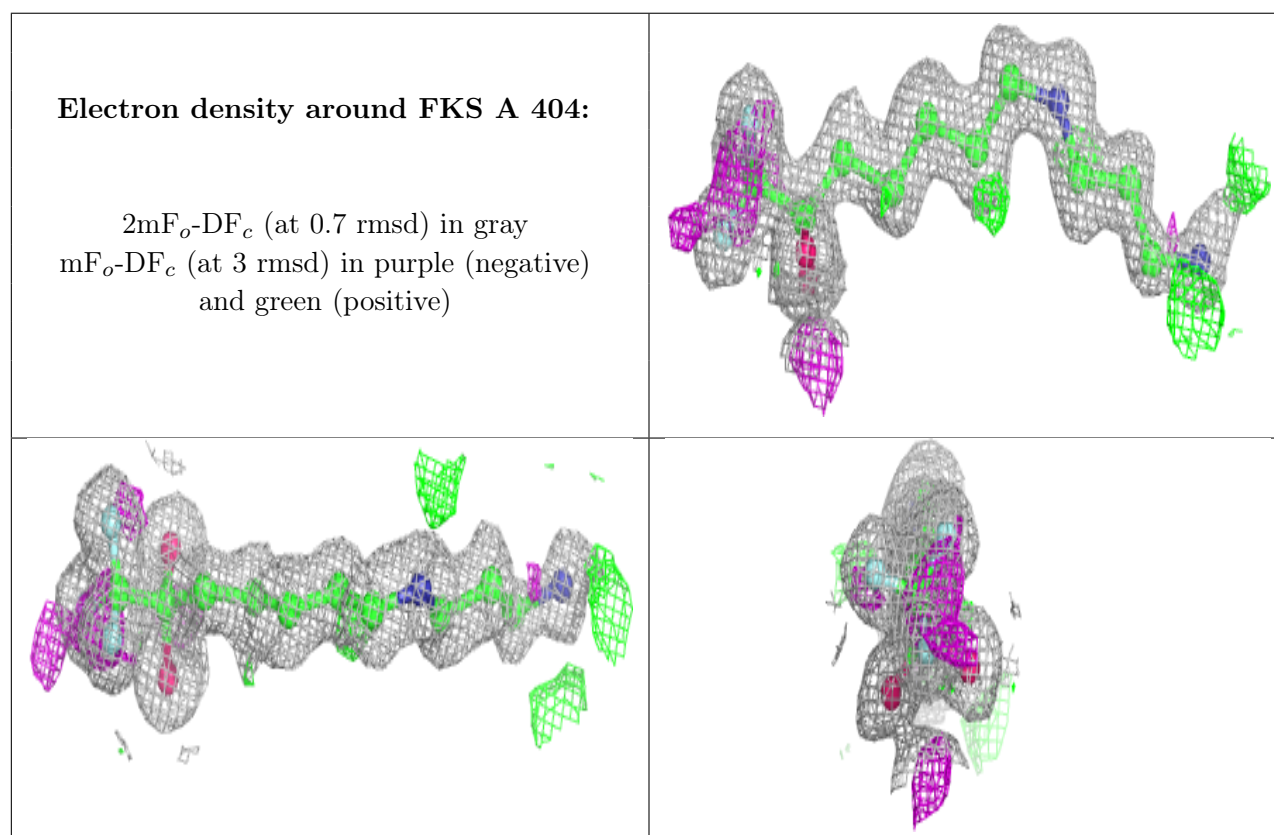 Electron density around FKS A 404:
2mFₒ-DF𝒸 (at 0.7 rmsd) in gray
mFₒ-DF𝒸 (at 3 rmsd) in purple (negative)
and green (positive)